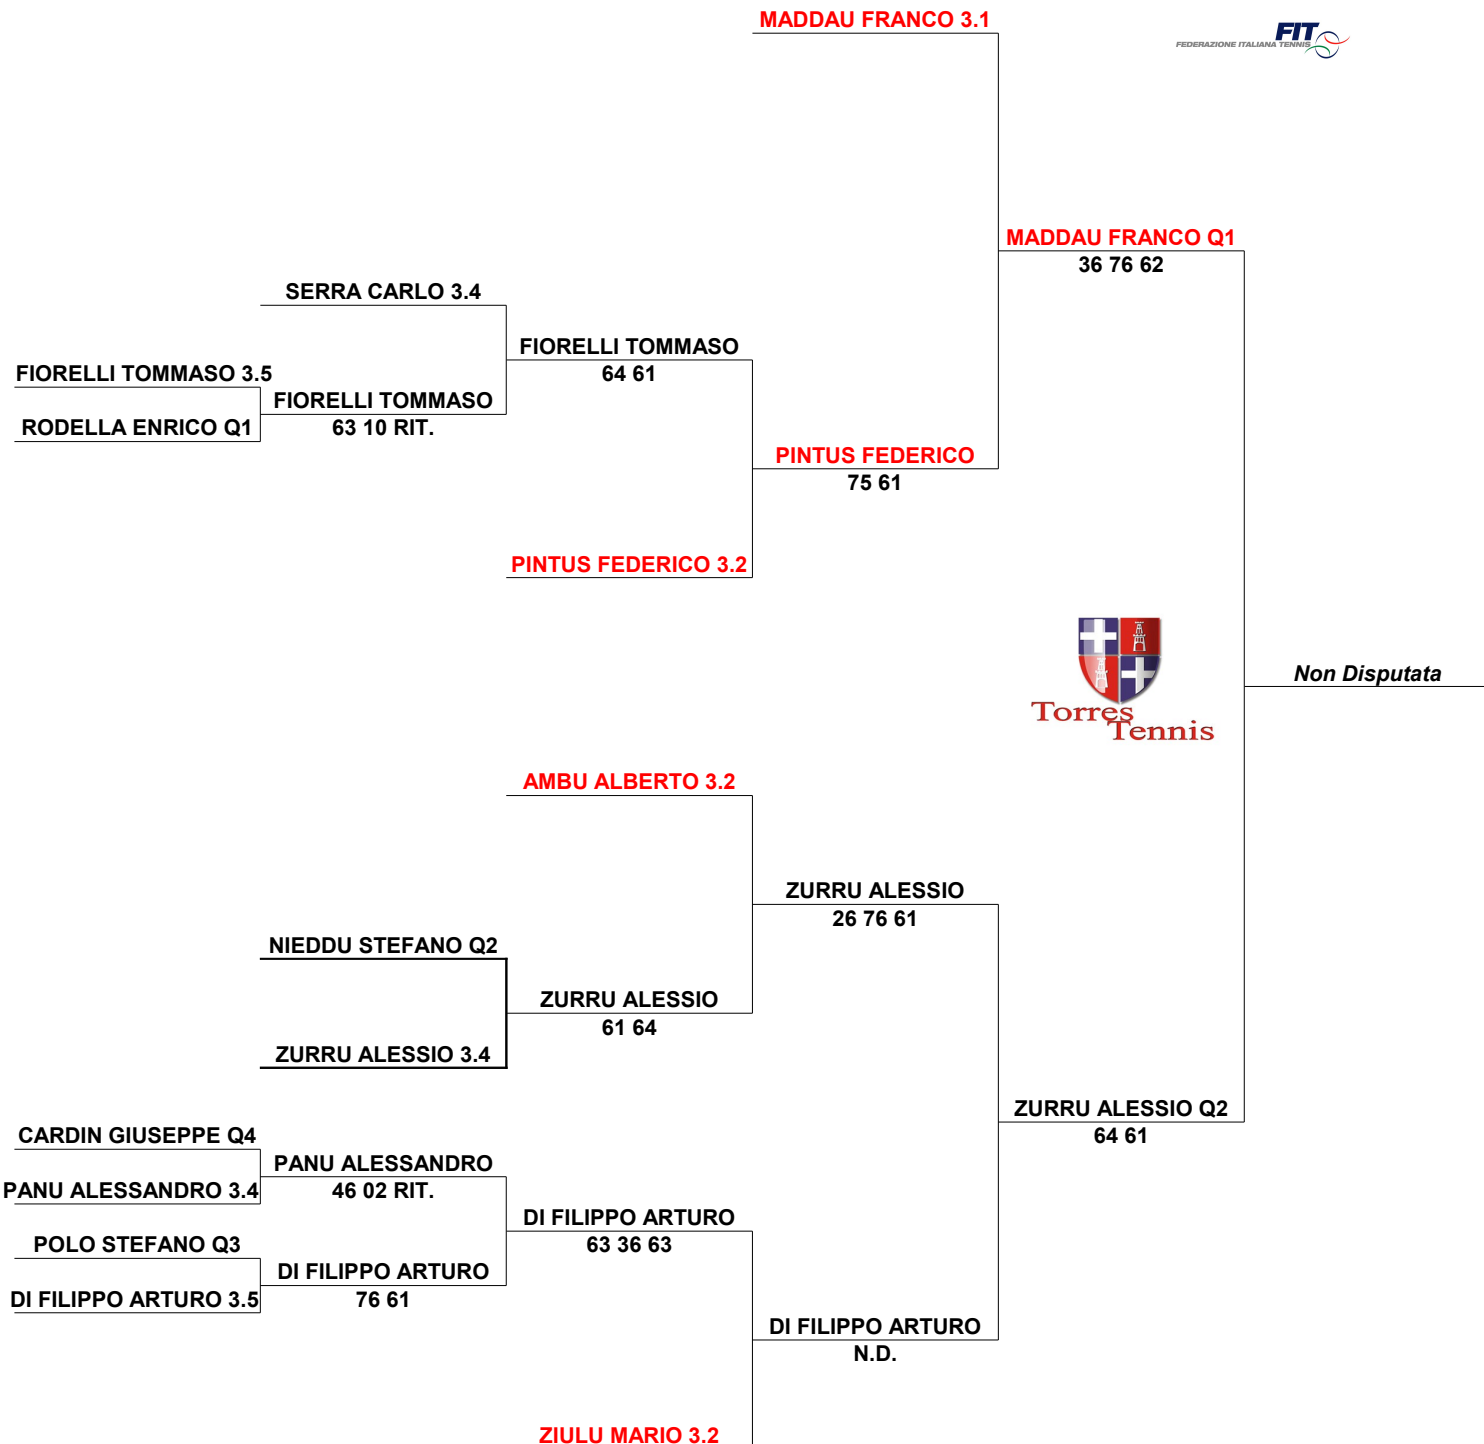 MADDAU FRANCO 3.1
FIT
FEDERAZIONE ITALIANA TENNIS
MADDAU FRANCO Q1
36 76 62
SERRA CARLO 3.4
FIORELLI TOMMASO
64 61
FIORELLI TOMMASO 3.5
FIORELLI TOMMASO
63 10 RIT.
RODELLA ENRICO Q1
PINTUS FEDERICO
75 61
PINTUS FEDERICO 3.2
Torres
Tennis
Non Disputata
AMBU ALBERTO 3.2
ZURRU ALESSIO
26 76 61
NIEDDU STEFANO Q2
ZURRU ALESSIO
61 64
ZURRU ALESSIO 3.4
ZURRU ALESSIO Q2
64 61
CARDIN GIUSEPPE Q4
PANU ALESSANDRO
46 02 RIT.
PANU ALESSANDRO 3.4
DI FILIPPO ARTURO
63 36 63
POLO STEFANO Q3
DI FILIPPO ARTURO
76 61
DI FILIPPO ARTURO 3.5
DI FILIPPO ARTURO
N.D.
ZIULU MARIO 3.2